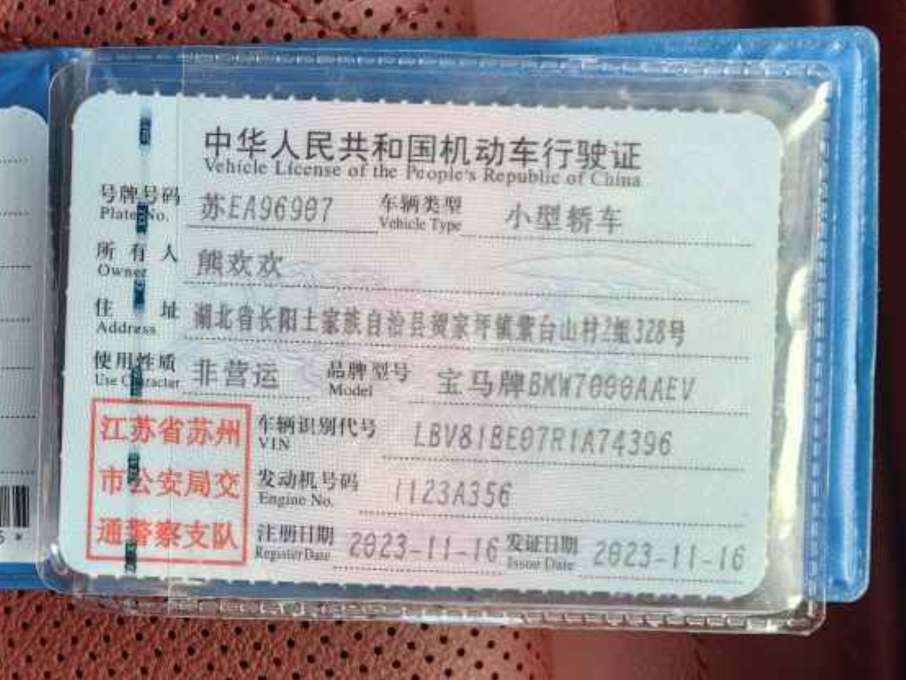 中华人民共和国机动车行驶证
Vehicle License of the People's Republic of China
号牌号码 苏EA96907 车辆类型 小型轿车
Plate No. Vehicle Type
所有人 熊欢欢
Owner
住址 湖北省长阳土家族自治县贺家坪镇紫台山村2组328号
Address
使用性质 非营运 品牌型号 宝马牌BMW7000AAEV
Use Character Model
江苏省苏州 车辆识别代号 LBV81BE07R1A74396
VIN
市公安局交 发动机号码 1123A356
Engine No.
通警察支队 注册日期 2023-11-16 发证日期 2023-11-16
Register Date Issue Date